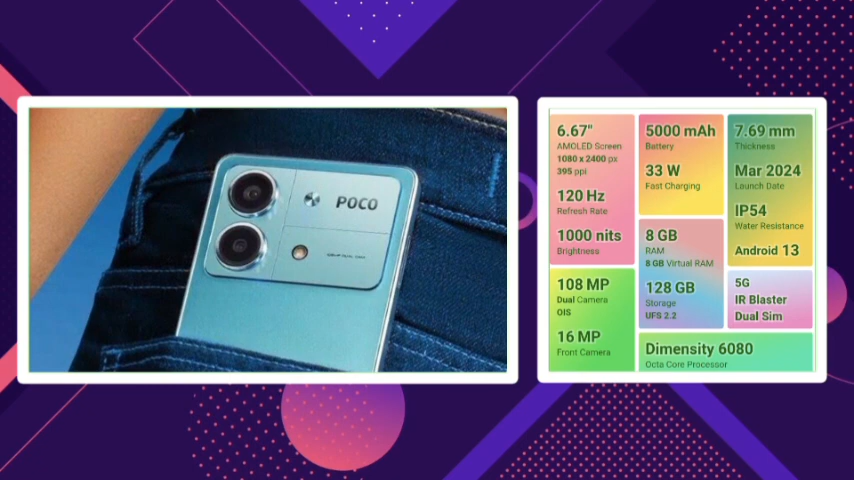 POCO
6.67"
AMOLED Screen
1080 x 2400 px
395 ppi
120 Hz
Refresh Rate
1000 nits
Brightness
108 MP
Dual Camera
OIS
16 MP
Front Camera
5000 mAh
Battery
33 W
Fast Charging
8 GB
RAM
8 GB Virtual RAM
128 GB
Storage
UFS 2.2
7.69 mm
Thickness
Mar 2024
Launch Date
IP54
Water Resistance
Android 13
5G
IR Blaster
Dual Sim
Dimensity 6080
Octa Core Processor